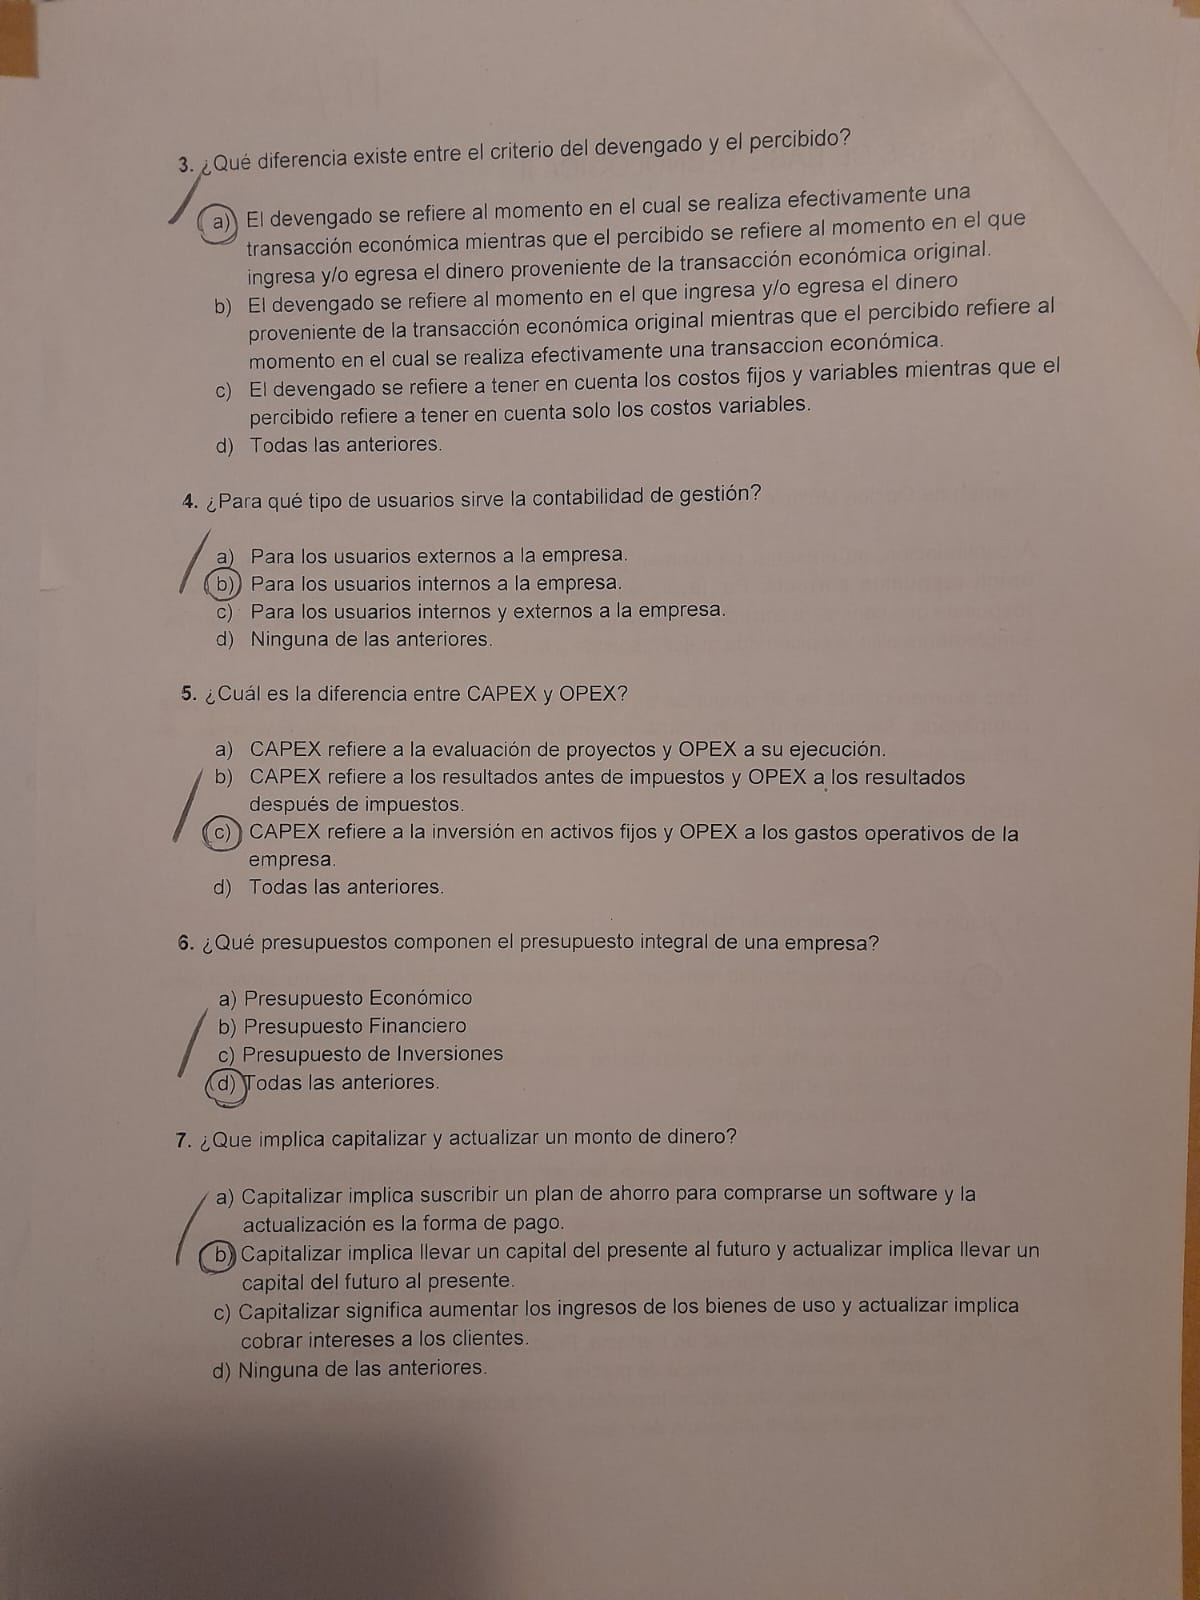 3. ¿Qué diferencia existe entre el criterio del devengado y el percibido?
a) El devengado se refiere al momento en el cual se realiza efectivamente una
transacción económica mientras que el percibido se refiere al momento en el que
ingresa y/o egresa el dinero proveniente de la transacción económica original.
b) El devengado se refiere al momento en el que ingresa y/o egresa el dinero
proveniente de la transacción económica original mientras que el percibido refiere al
momento en el cual se realiza efectivamente una transaccion económica.
c) El devengado se refiere a tener en cuenta los costos fijos y variables mientras que el
percibido refiere a tener en cuenta solo los costos variables.
d) Todas las anteriores.
4. ¿Para qué tipo de usuarios sirve la contabilidad de gestión?
a) Para los usuarios externos a la empresa.
b) Para los usuarios internos a la empresa.
c) Para los usuarios internos y externos a la empresa.
d) Ninguna de las anteriores.
5. ¿Cuál es la diferencia entre CAPEX y OPEX?
a) CAPEX refiere a la evaluación de proyectos y OPEX a su ejecución.
b) CAPEX refiere a los resultados antes de impuestos y OPEX a los resultados
después de impuestos.
c) CAPEX refiere a la inversión en activos fijos y OPEX a los gastos operativos de la
empresa.
d) Todas las anteriores.
6. ¿Qué presupuestos componen el presupuesto integral de una empresa?
a) Presupuesto Económico
b) Presupuesto Financiero
c) Presupuesto de Inversiones
d) Todas las anteriores.
7. ¿Que implica capitalizar y actualizar un monto de dinero?
a) Capitalizar implica suscribir un plan de ahorro para comprarse un software y la
actualización es la forma de pago.
b) Capitalizar implica llevar un capital del presente al futuro y actualizar implica llevar un
capital del futuro al presente.
c) Capitalizar significa aumentar los ingresos de los bienes de uso y actualizar implica
cobrar intereses a los clientes.
d) Ninguna de las anteriores.